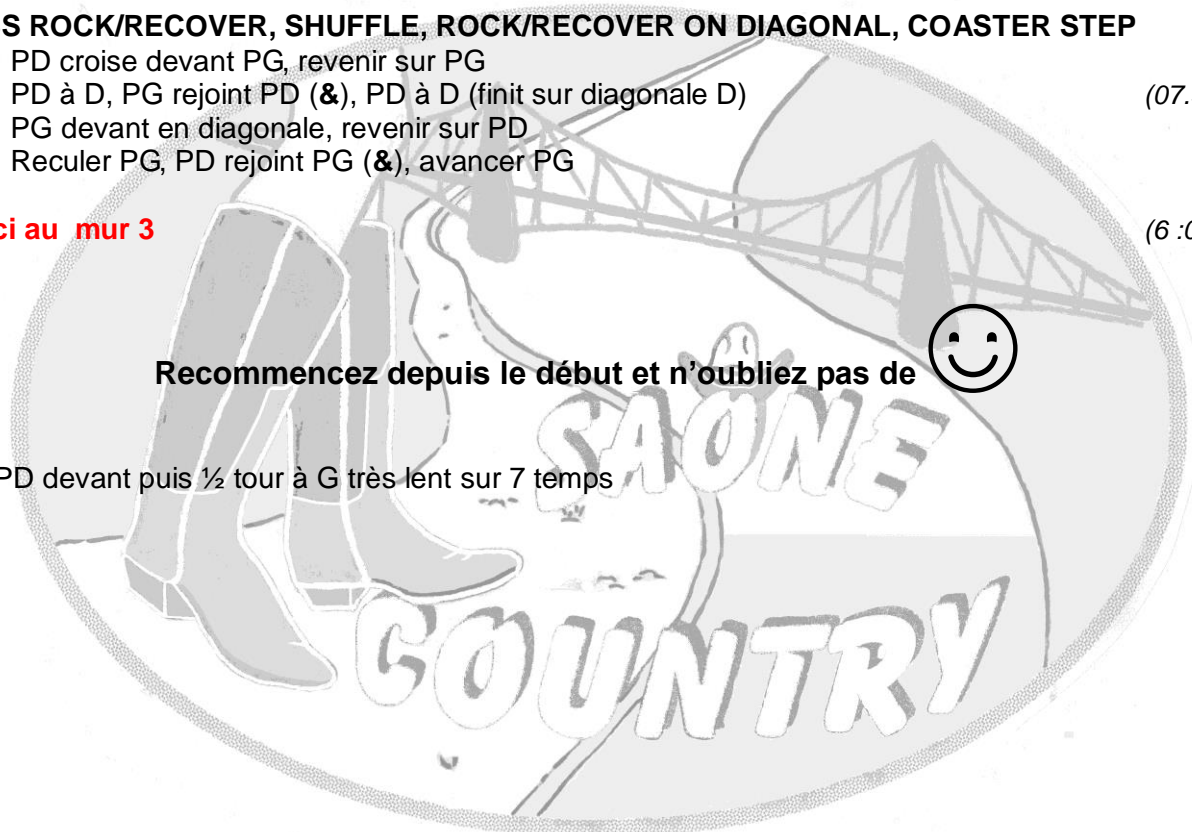 S ROCK/RECOVER, SHUFFLE, ROCK/RECOVER ON DIAGONAL, COASTER STEP
PD croise devant PG, revenir sur PG
PD à D, PG rejoint PD (&), PD à D (finit sur diagonale D) (07.
PG devant en diagonale, revenir sur PD
Reculer PG, PD rejoint PG (&), avancer PG
ci au mur 3 (6 :0
Recommencez depuis le début et n’oubliez pas de
SAONE
PD devant puis ½ tour à G très lent sur 7 temps
COUNTRY